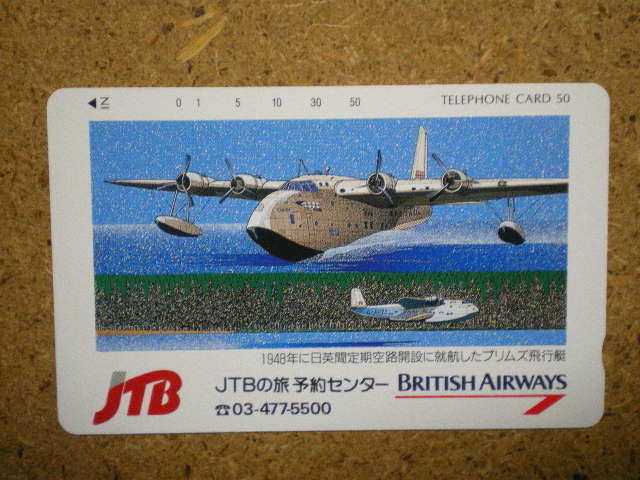 ◀ IN 0 1 5 10 30 50 TELEPHONE CARD 50
1948年に日英間定期空路開設に就航したプリムズ飛行艇
JTB JTBの旅 予約センター BRITISH AIRWAYS
☎03-477-5500